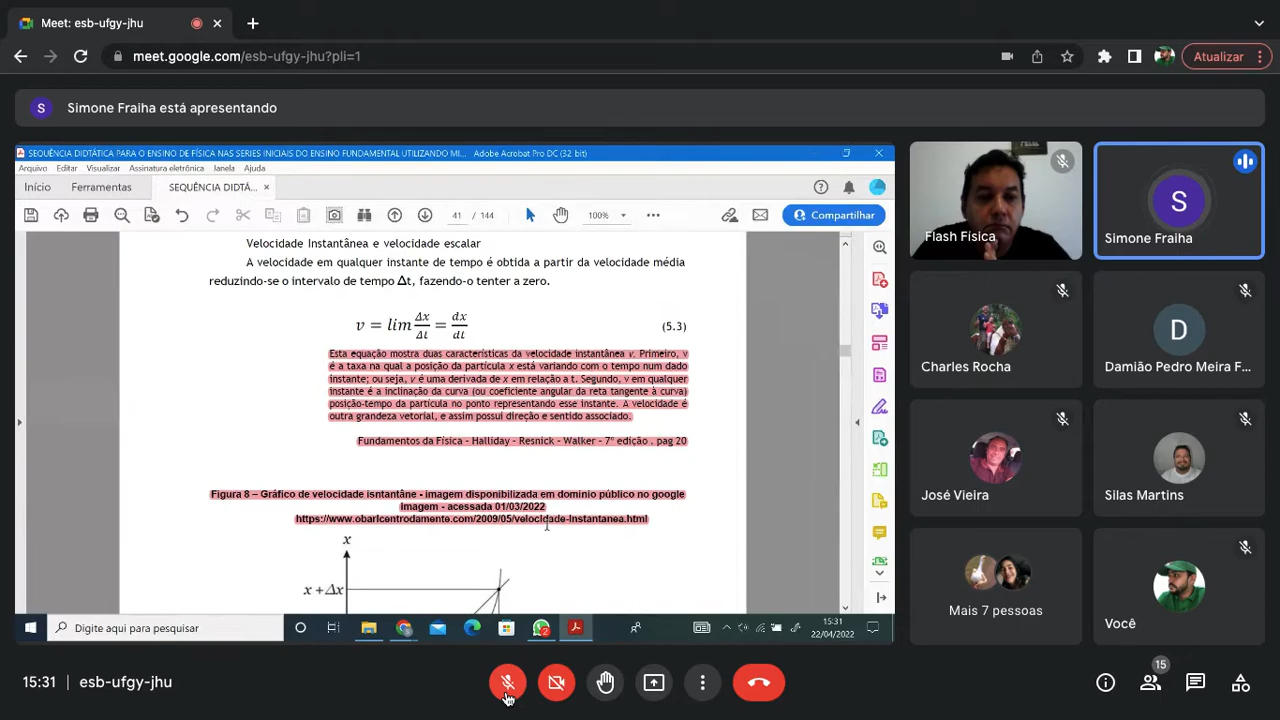 Meet: esb-ufgy-jhu
meet.google.com/esb-ufgy-jhu?pli=1
Atualizar
S Simone Fraiha está apresentando
SEQUÊNCIA DIDTÁTICA PARA O ENSINO DE FÍSICA NAS SERIES INICIAIS DO ENSINO FUNDAMENTAL UTILIZANDO MI... - Adobe Acrobat Pro DC (32 bit)
Arquivo Editar Visualizar Assinatura eletrônica Janela Ajuda
Início Ferramentas SEQUÊNCIA DIDTÁ...
41 / 144 100% Compartilhar
Velocidade Instantânea e velocidade escalar
A velocidade em qualquer instante de tempo é obtida a partir da velocidade média
reduzindo-se o intervalo de tempo Δt, fazendo-o tenter a zero.
v = lim Δx/Δt = dx/dt (5.3)
Esta equação mostra duas características da velocidade instantânea v. Primeiro, v
é a taxa na qual a posição da partícula x está variando com o tempo num dado
instante; ou seja, v é uma derivada de x em relação a t. Segundo, v em qualquer
instante é a inclinação da curva (ou coeficiente angular da reta tangente à curva)
posição-tempo da partícula no ponto representando esse instante. A velocidade é
outra grandeza vetorial, e assim possui direção e sentido associado.
Fundamentos da Física - Halliday - Resnick - Walker - 7° edição . pag 20
Figura 8 – Gráfico de velocidade isntantâne - imagem disponibilizada em domínio público no google
imagem - acessada 01/03/2022
https://www.obaricentrodamente.com/2009/05/velocidade-instantanea.html
x
x + Δx
Digite aqui para pesquisar
15:31
22/04/2022
Flash Física
S
Simone Fraiha
Charles Rocha
D
Damião Pedro Meira F...
José Vieira
Silas Martins
Mais 7 pessoas
Você
15:31 | esb-ufgy-jhu
15